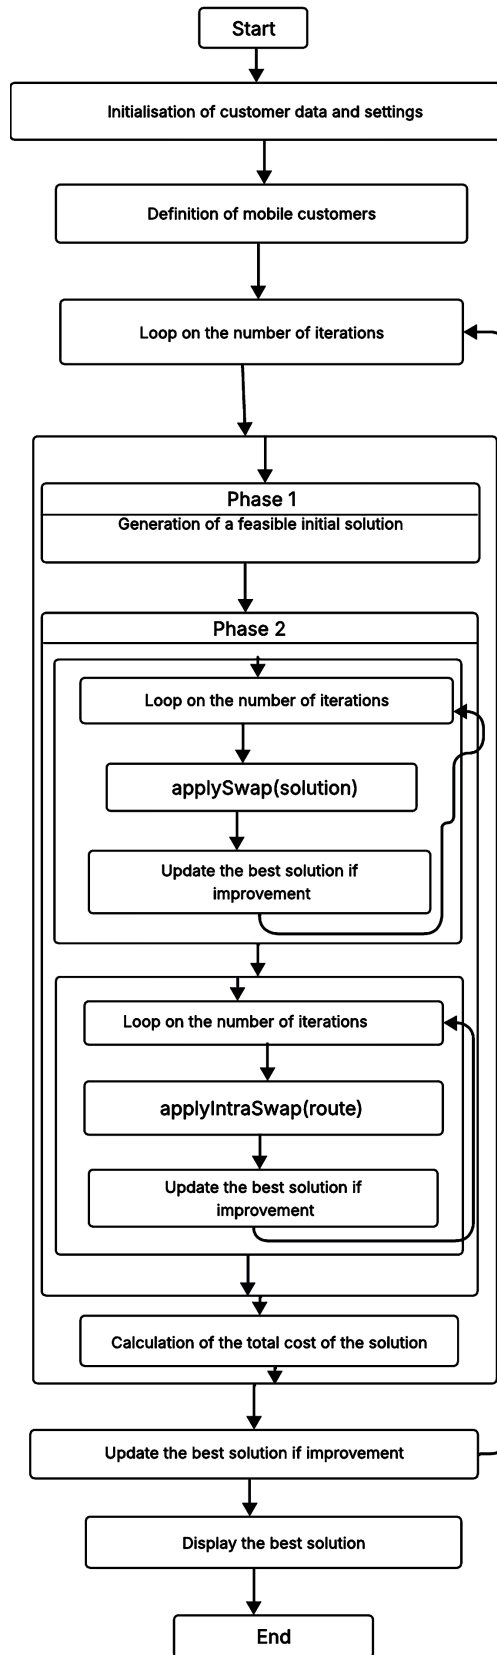 Start
Initialisation of customer data and settings
Definition of mobile customers
Loop on the number of iterations
Phase 1
Generation of a feasible initial solution
Phase 2
Loop on the number of iterations
applySwap(solution)
Update the best solution if
improvement
Loop on the number of iterations
applyIntraSwap(route)
Update the best solution if
improvement
Calculation of the total cost of the solution
Update the best solution if improvement
Display the best solution
End